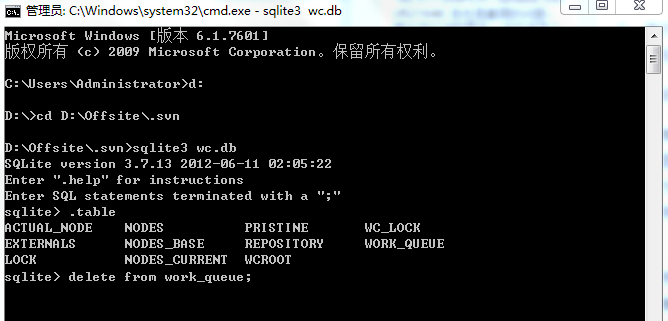 管理员: C:\Windows\system32\cmd.exe - sqlite3  wc.db
Microsoft Windows [版本 6.1.7601]
版权所有 (c) 2009 Microsoft Corporation。保留所有权利。
C:\Users\Administrator>d:
D:\>cd D:\Offsite\.svn
D:\Offsite\.svn>sqlite3 wc.db
SQLite version 3.7.13 2012-06-11 02:05:22
Enter ".help" for instructions
Enter SQL statements terminated with a ";"
sqlite> .table
ACTUAL_NODE    NODES          PRISTINE       WC_LOCK
EXTERNALS      NODES_BASE     REPOSITORY     WORK_QUEUE
LOCK           NODES_CURRENT  WCROOT
sqlite> delete from work_queue;